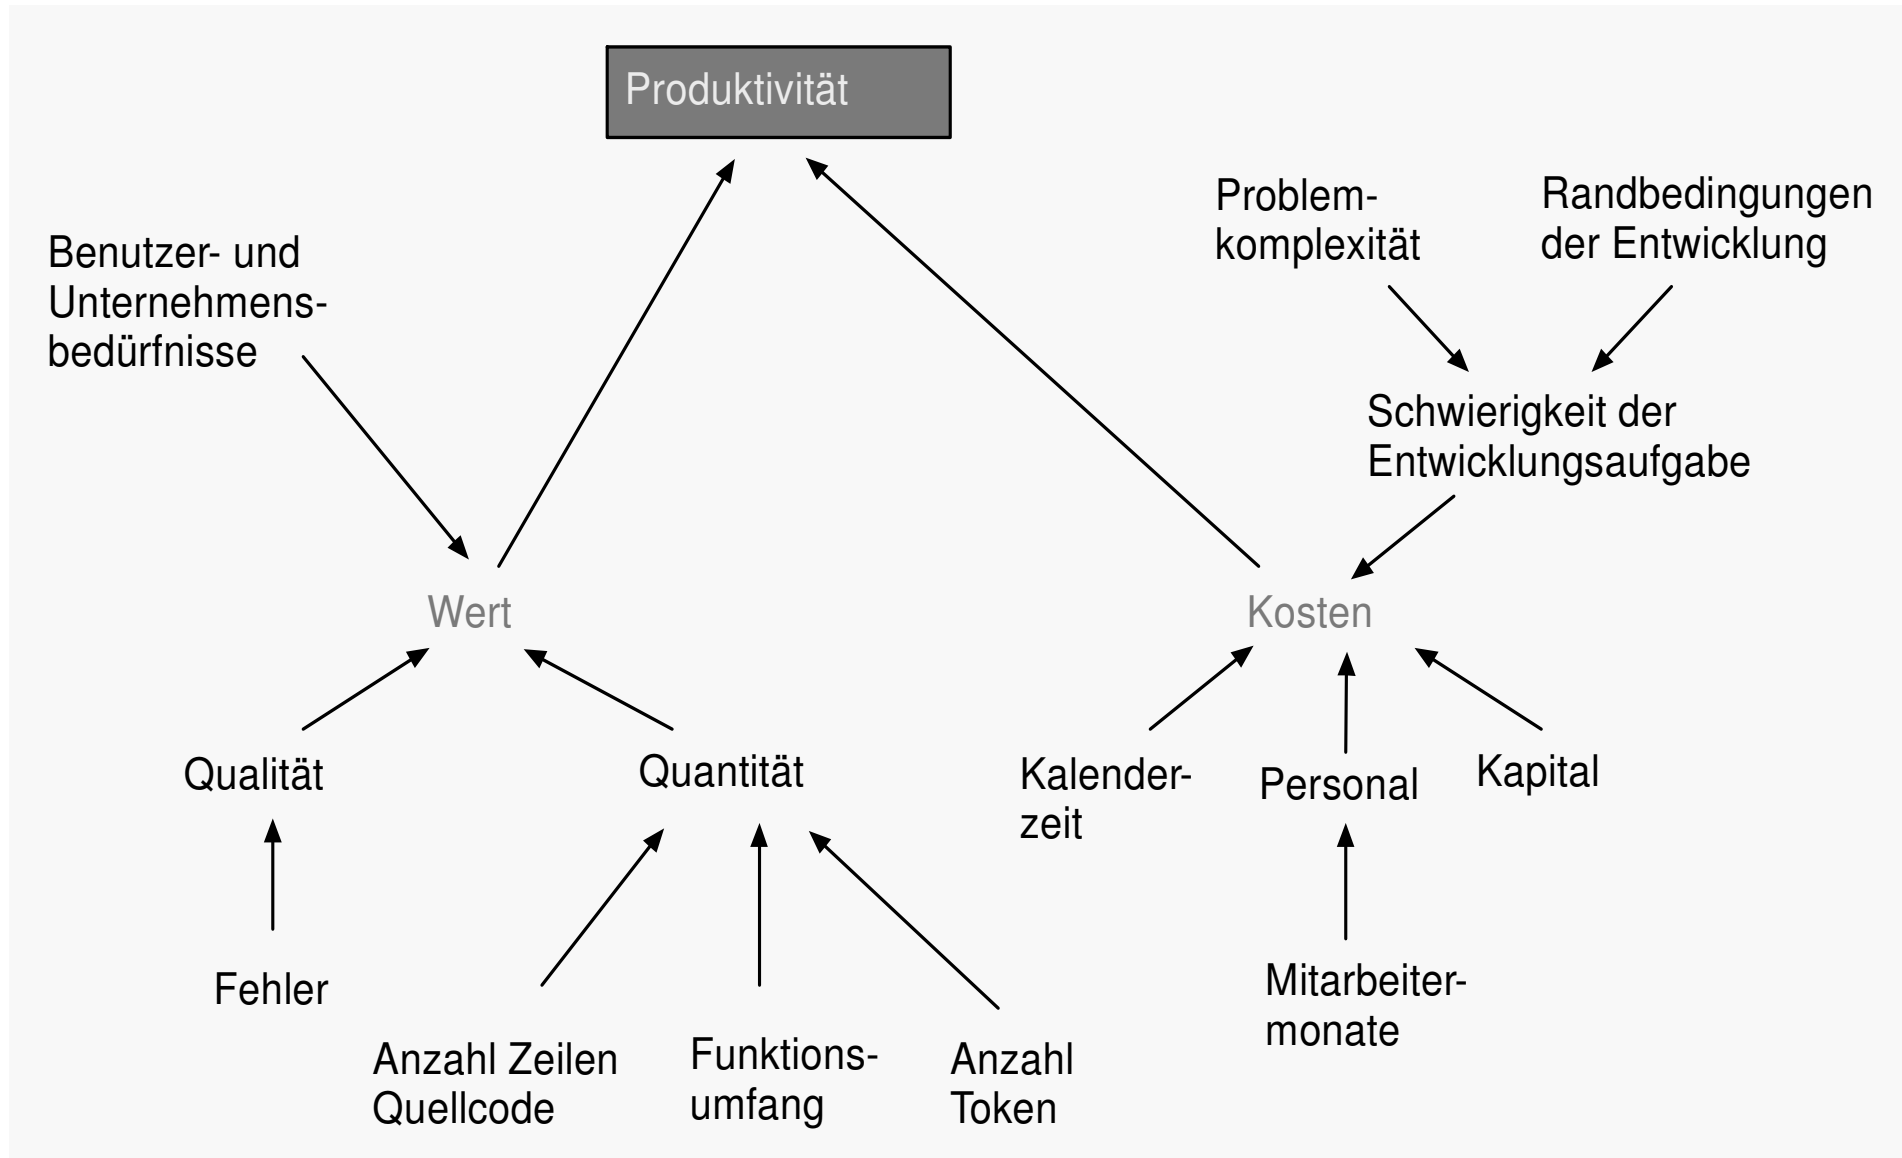 Produktivität
Problem-
komplexität
Randbedingungen
der Entwicklung
Benutzer- und
Unternehmens-
bedürfnisse
Schwierigkeit der
Entwicklungsaufgabe
Wert
Kosten
Qualität
Quantität
Kalender-
zeit
Personal
Kapital
Fehler
Anzahl Zeilen
Quellcode
Funktions-
umfang
Anzahl
Token
Mitarbeiter-
monate